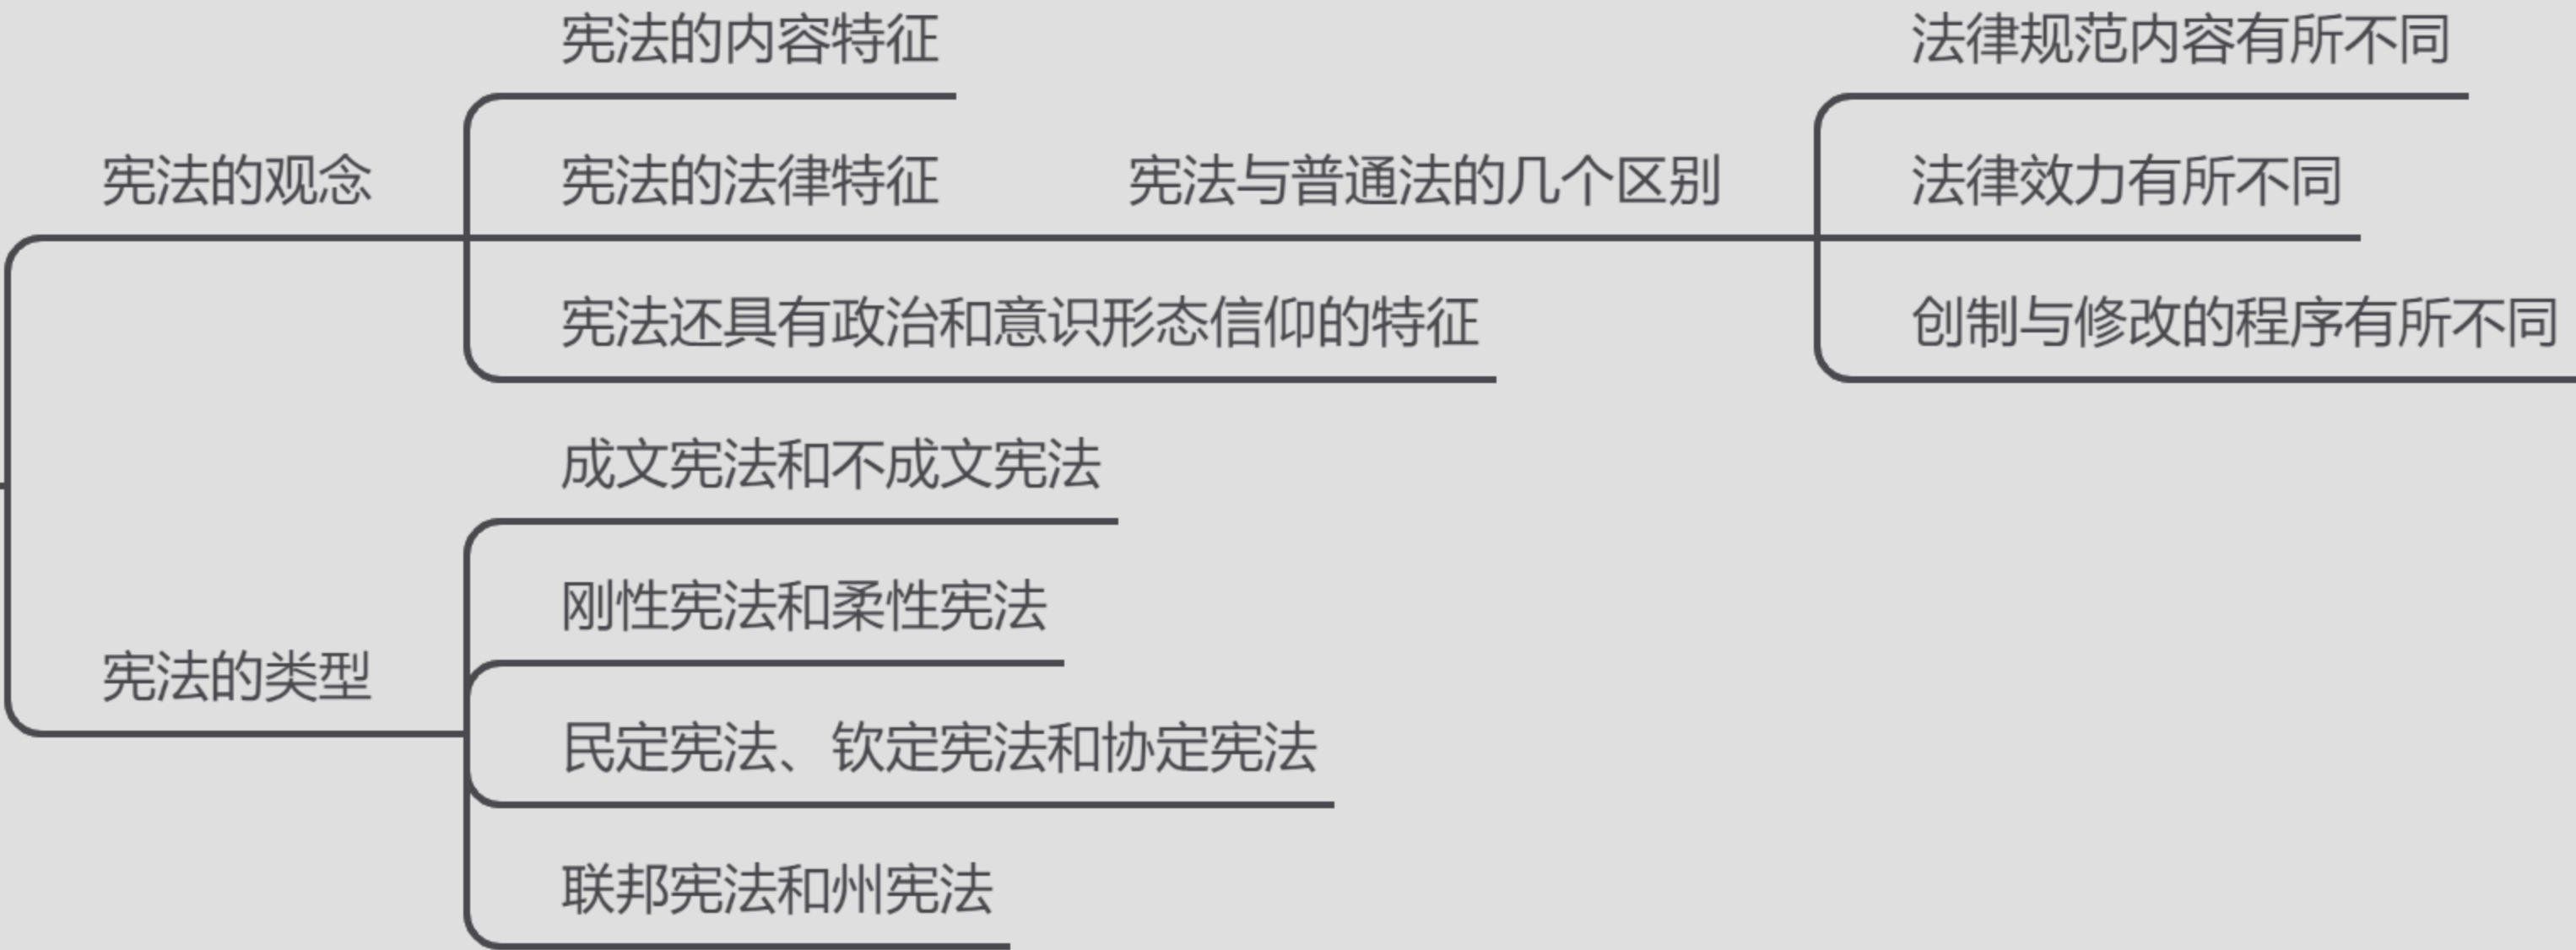 宪法的观念
宪法的内容特征
宪法的法律特征
宪法与普通法的几个区别
法律规范内容有所不同
法律效力有所不同
创制与修改的程序有所不同
宪法还具有政治和意识形态信仰的特征
宪法的类型
成文宪法和不成文宪法
刚性宪法和柔性宪法
民定宪法、钦定宪法和协定宪法
联邦宪法和州宪法